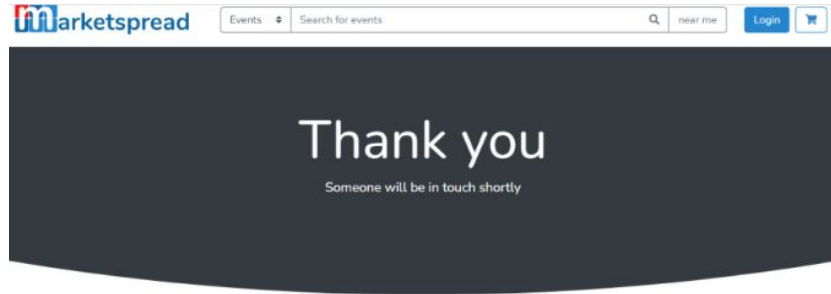 marketspread Events Search for events near me Login
Thank you
Someone will be in touch shortly